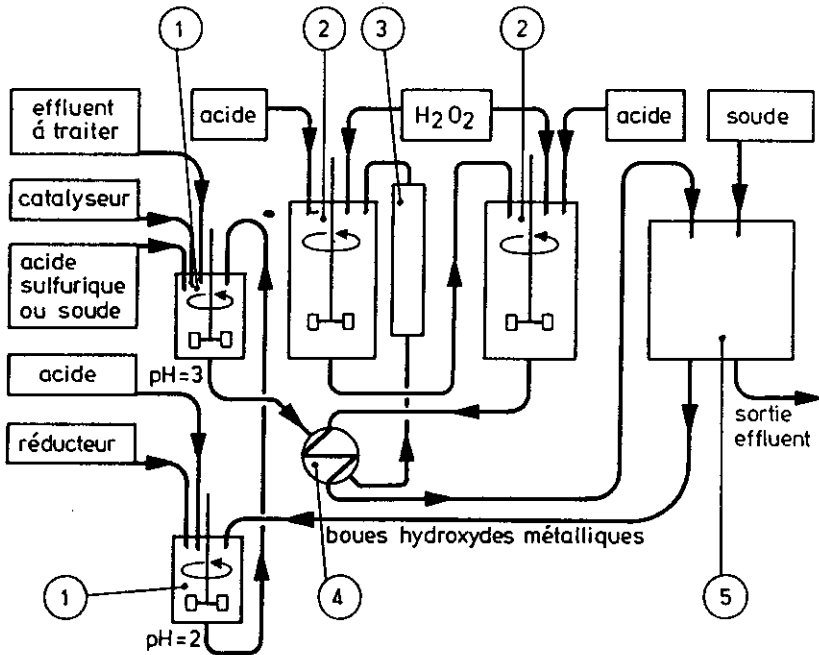 1
2
3
2
effluent
á traiter
acide
H2O2
acide
soude
catalyseur
acide
sulfurique
ou soude
acide
pH=3
réducteur
sortie
effluent
boues hydroxydes métalliques
1
4
5
pH=2